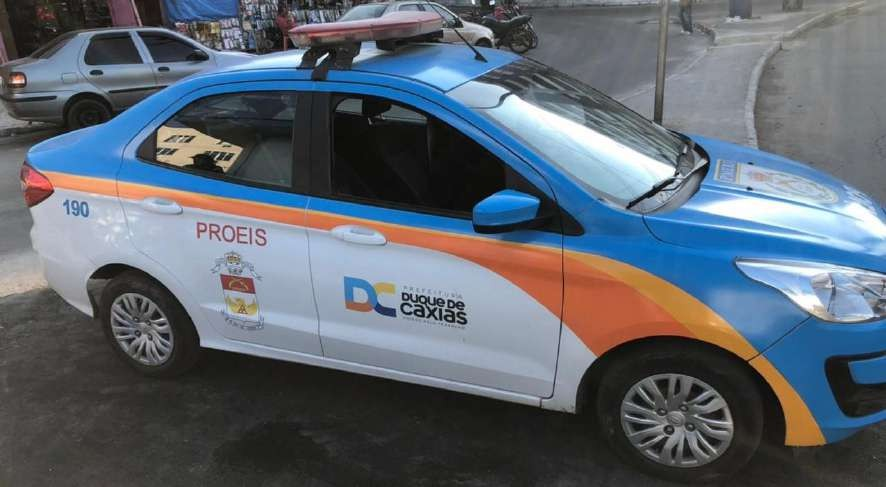 190
PROEIS
DC
PREFEITURA
DUQUE DE
CAXIAS